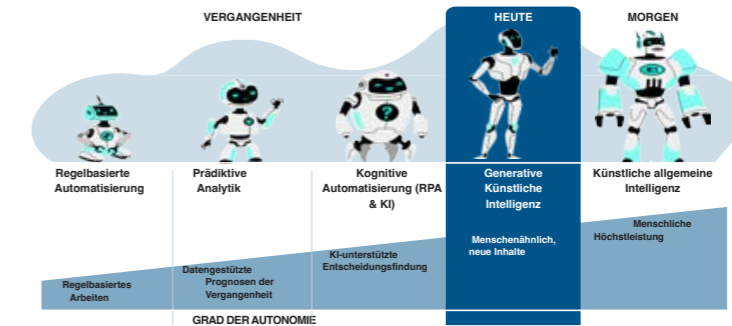 VERGANGENHEIT
HEUTE
MORGEN
?
Regelbasierte
Automatisierung
Prädiktive
Analytik
Kognitive
Automatisierung (RPA
& KI)
Generative
Künstliche
Intelligenz
Künstliche allgemeine
Intelligenz
Regelbasiertes
Arbeiten
Datengestützte
Prognosen der
Vergangenheit
KI-unterstützte
Entscheidungsfindung
Menschenähnlich,
neue Inhalte
Menschliche
Höchstleistung
GRAD DER AUTONOMIE